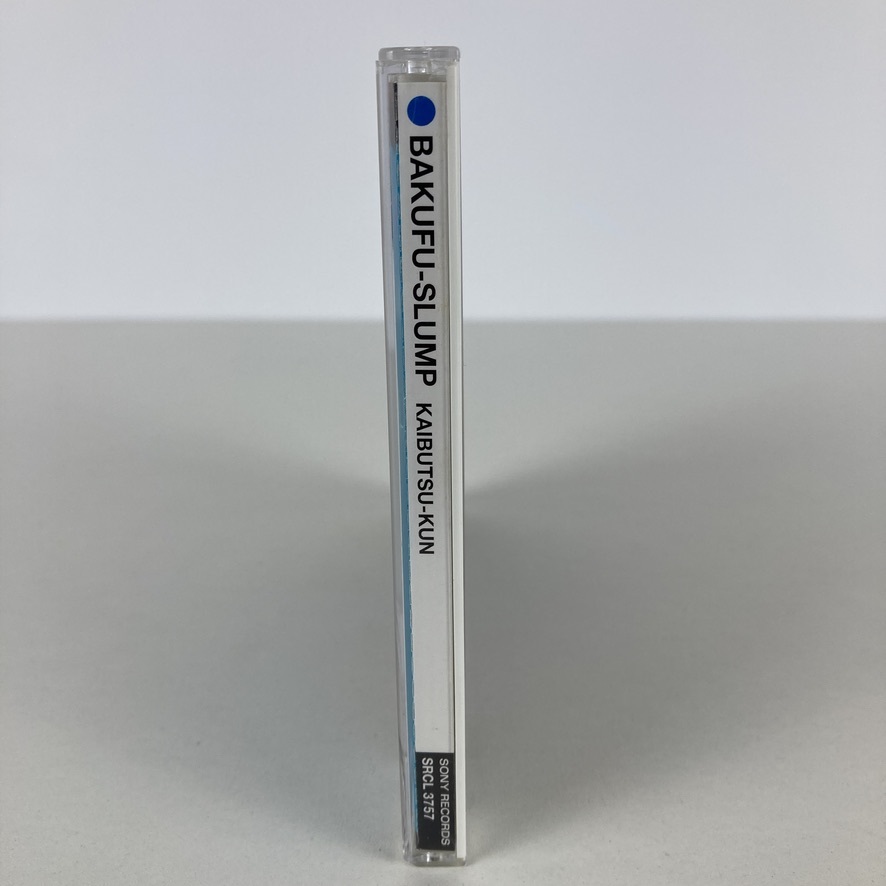 BAKUFU-SLUMP KAIBUTSU-KUN
SONY RECORDS
SRCL 3757